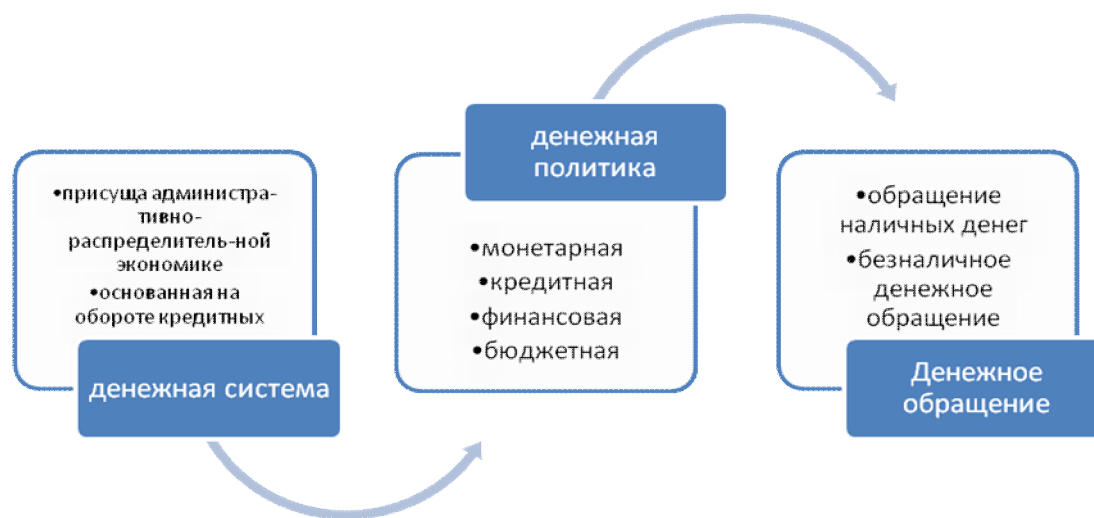 •присуща администра-
тивно-
распределитель-ной
экономике
•основанная на
обороте кредитных
денежная система
денежная
политика
•монетарная
•кредитная
•финансовая
•бюджетная
•обращение
наличных денег
•безналичное
денежное
обращение
Денежное
обращение